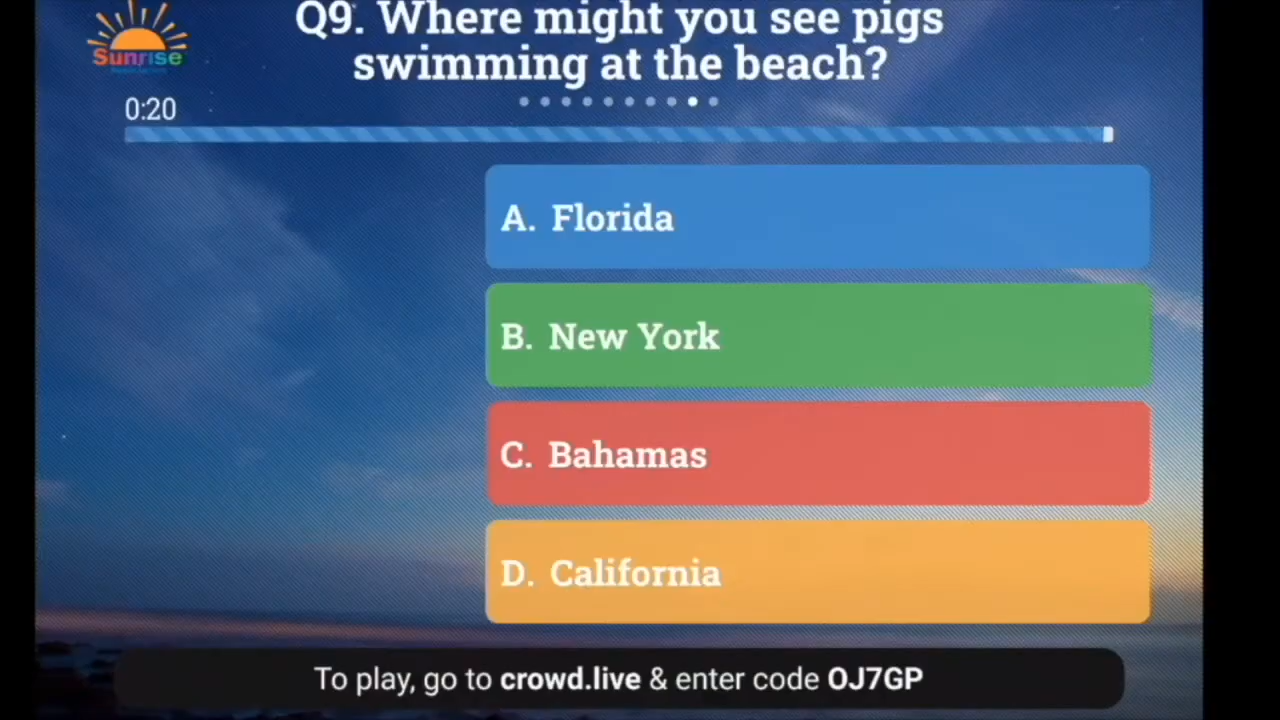 Q9. Where might you see pigs
swimming at the beach?
Sunrise
0:20
A. Florida
B. New York
C. Bahamas
D. California
To play, go to crowd.live & enter code OJ7GP